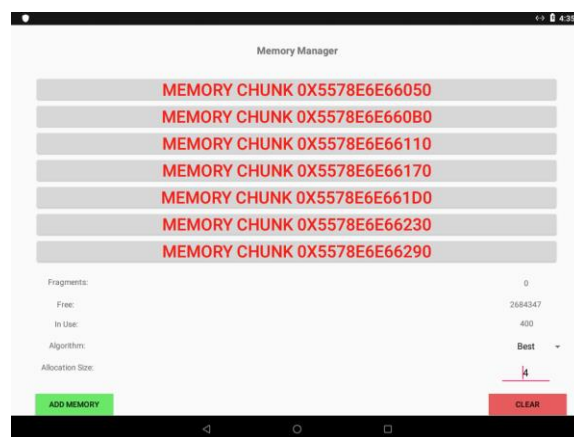 4:35
Memory Manager
MEMORY CHUNK 0X5578E6E66050
MEMORY CHUNK 0X5578E6E660B0
MEMORY CHUNK 0X5578E6E66110
MEMORY CHUNK 0X5578E6E66170
MEMORY CHUNK 0X5578E6E661D0
MEMORY CHUNK 0X5578E6E66230
MEMORY CHUNK 0X5578E6E66290
Fragments: 0
Free: 2684347
In Use: 400
Algorithm: Best
Allocation Size: 4
ADD MEMORY CLEAR